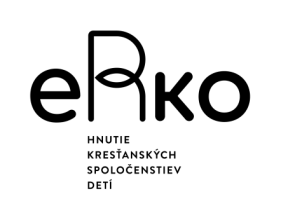 eRko
HNUTIE
KRESŤANSKÝCH
SPOLOČENSTIEV
DETÍ